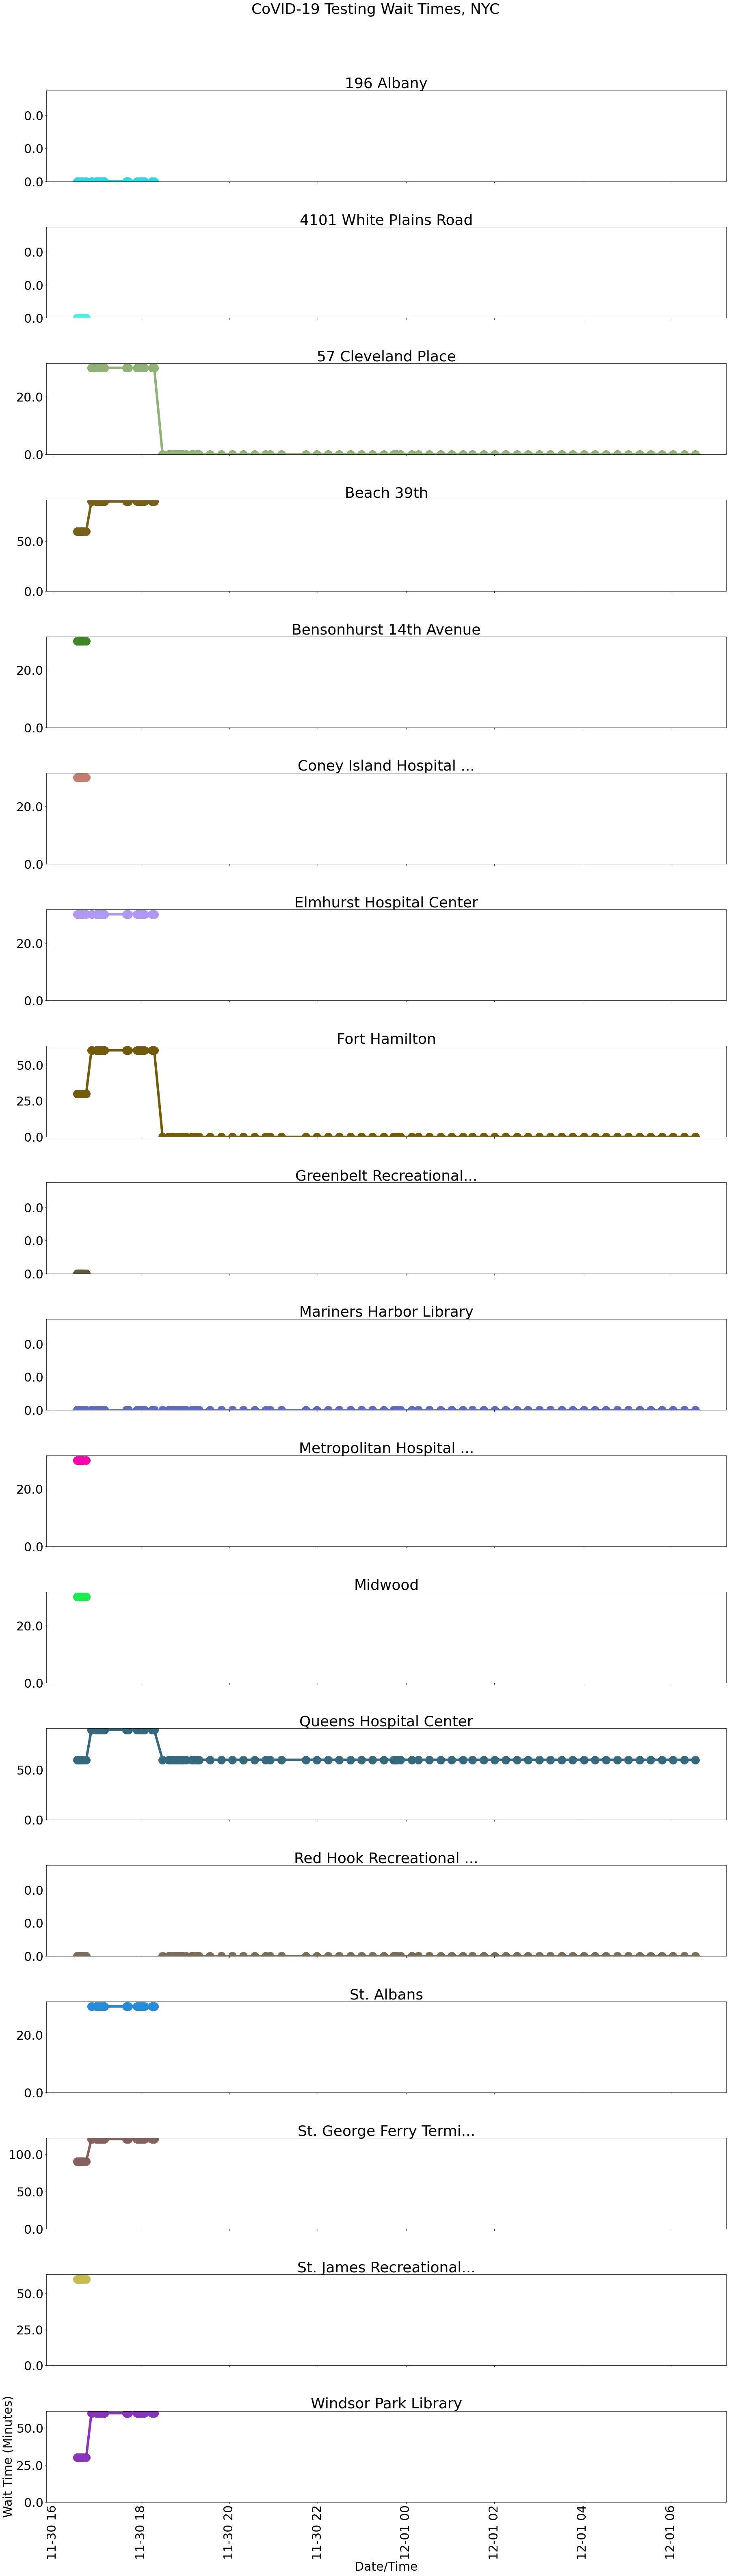 CoVID-19 Testing Wait Times, NYC
196 Albany
0.0
0.0
0.0
4101 White Plains Road
0.0
0.0
0.0
57 Cleveland Place
20.0
0.0
Beach 39th
50.0
0.0
Bensonhurst 14th Avenue
20.0
0.0
Coney Island Hospital ...
20.0
0.0
Elmhurst Hospital Center
20.0
0.0
Fort Hamilton
50.0
25.0
0.0
Greenbelt Recreational...
0.0
0.0
0.0
Mariners Harbor Library
0.0
0.0
0.0
Metropolitan Hospital ...
20.0
0.0
Midwood
20.0
0.0
Queens Hospital Center
50.0
0.0
Red Hook Recreational ...
0.0
0.0
0.0
St. Albans
20.0
0.0
St. George Ferry Termi...
100.0
50.0
0.0
St. James Recreational...
50.0
25.0
0.0
Windsor Park Library
50.0
25.0
0.0
Wait Time (Minutes)
11-30 16
11-30 18
11-30 20
11-30 22
12-01 00
12-01 02
12-01 04
12-01 06
Date/Time